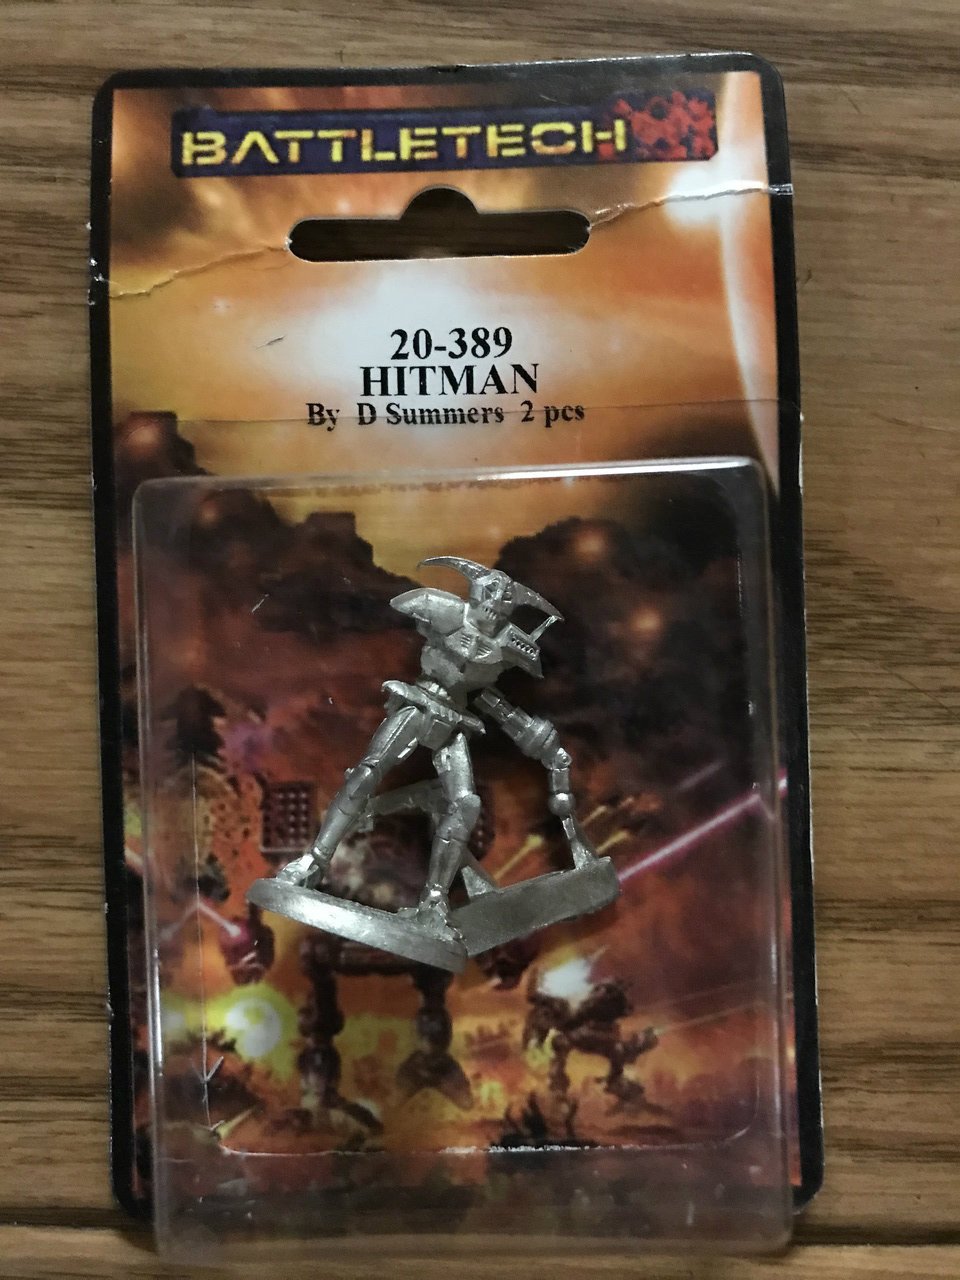 BATTLETECH
20-389
HITMAN
By D Summers 2 pcs